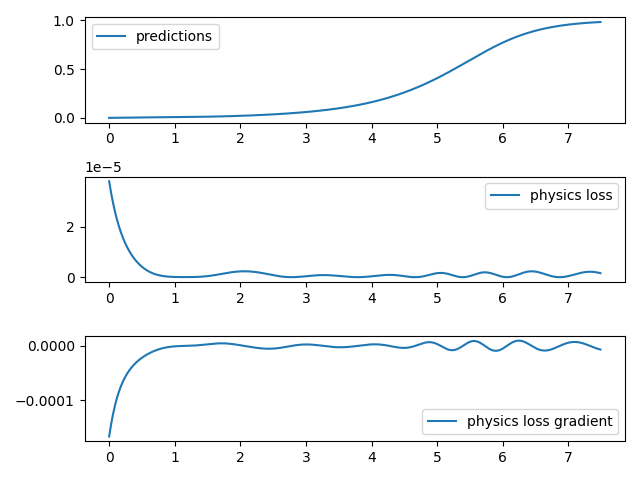 1.0
0.5
0.0
predictions
0 1 2 3 4 5 6 7
1e−5
2
0
physics loss
0 1 2 3 4 5 6 7
0.0000
−0.0001
physics loss gradient
0 1 2 3 4 5 6 7